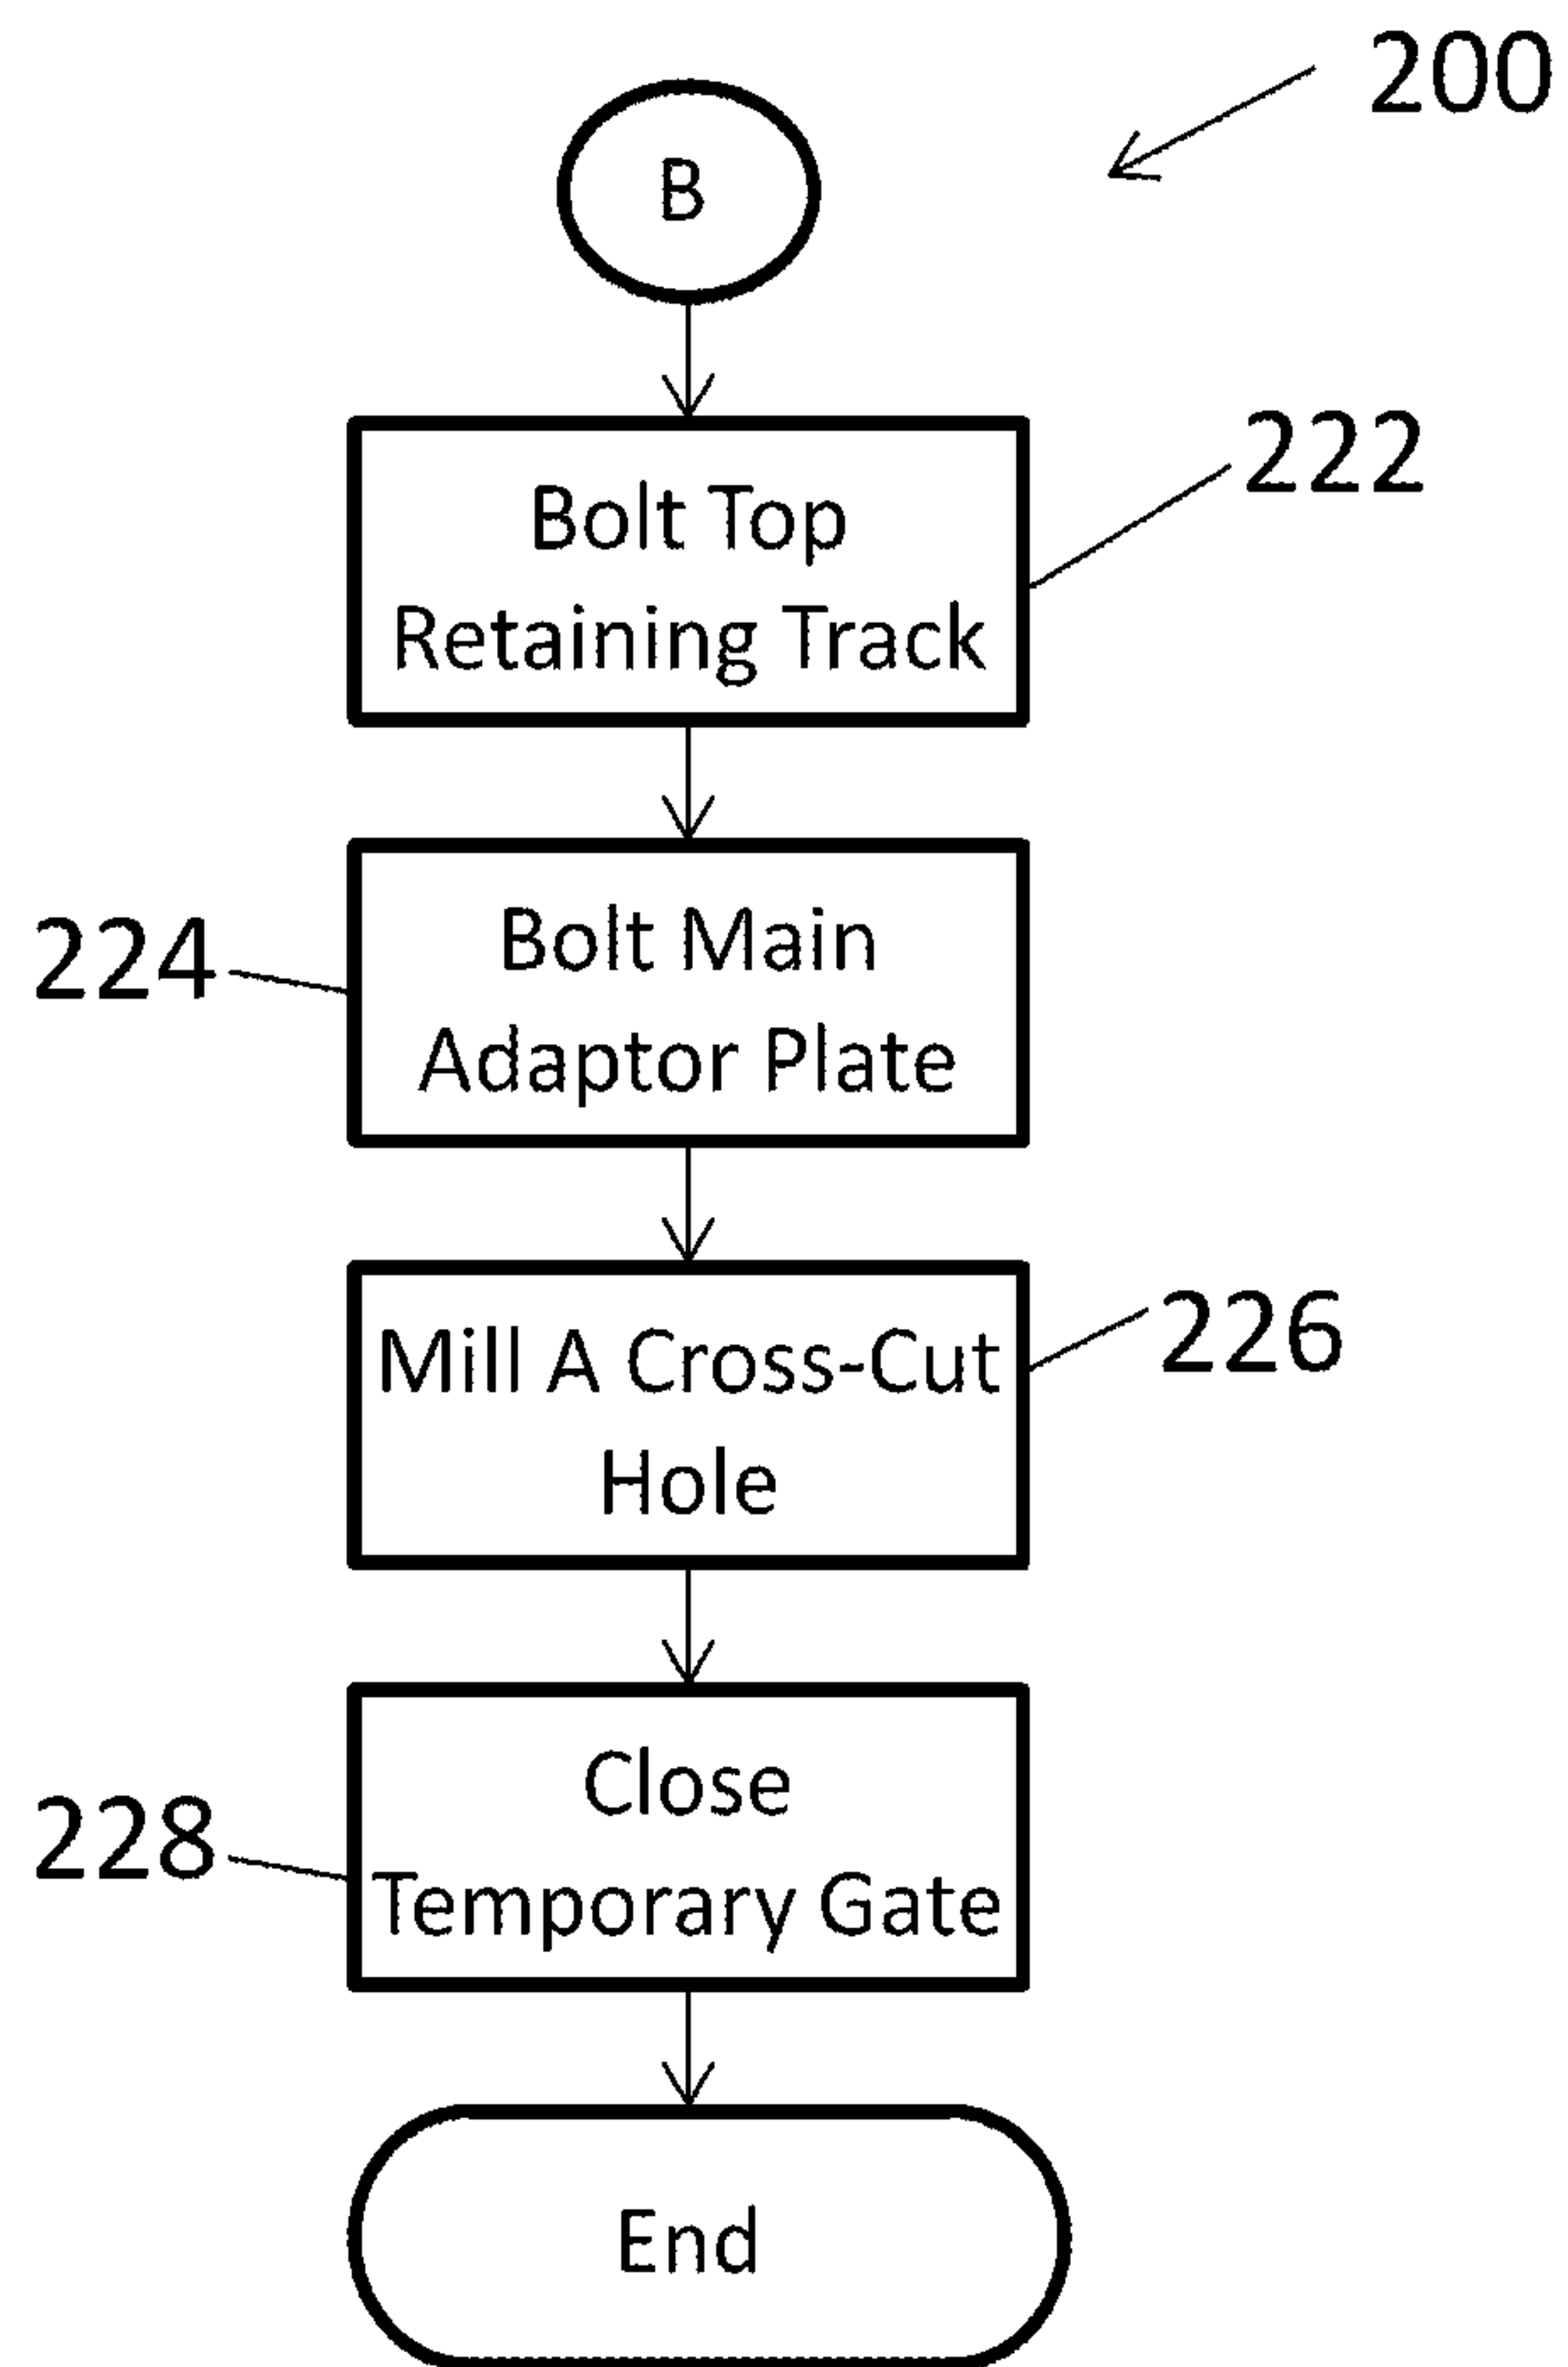 200
B
Bolt Top
Retaining Track
222
Bolt Main
Adaptor Plate
224
Mill A Cross-Cut
Hole
226
Close
Temporary Gate
228
End